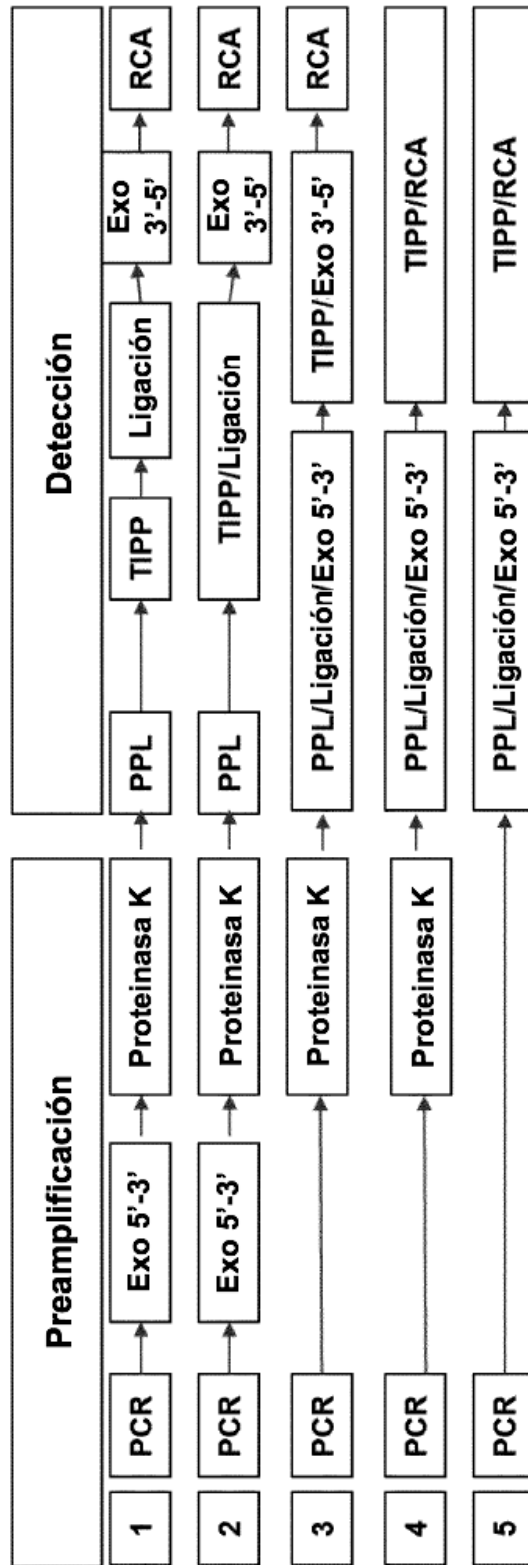 Preamplificación
Detección
1
PCR
Exo 5’-3’
Proteinasa K
PPL
TIPP
Ligación
Exo
3’-5’
RCA
2
PCR
Exo 5’-3’
Proteinasa K
PPL
TIPP/Ligación
Exo
3’-5’
RCA
3
PCR
Proteinasa K
PPL/Ligación/Exo 5’-3’
TIPP/Exo 3’-5’
RCA
4
PCR
Proteinasa K
PPL/Ligación/Exo 5’-3’
TIPP/RCA
5
PCR
PPL/Ligación/Exo 5’-3’
TIPP/RCA